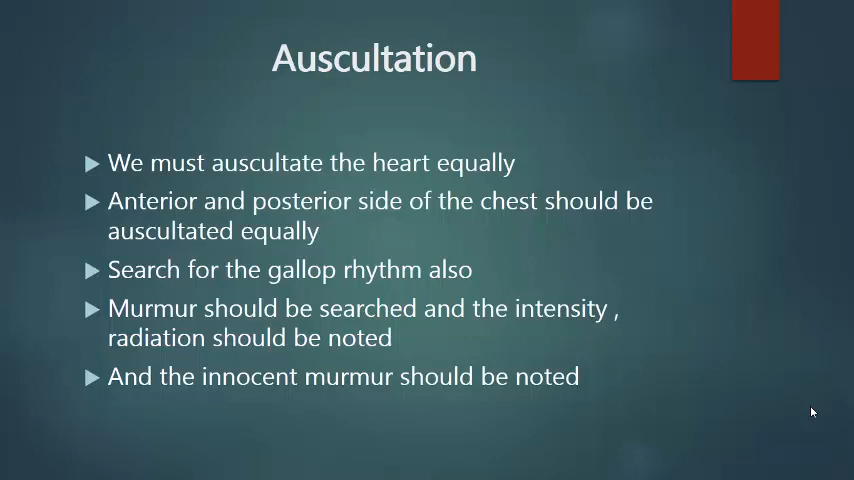 Auscultation
We must auscultate the heart equally
Anterior and posterior side of the chest should be
auscultated equally
Search for the gallop rhythm also
Murmur should be searched and the intensity ,
radiation should be noted
And the innocent murmur should be noted